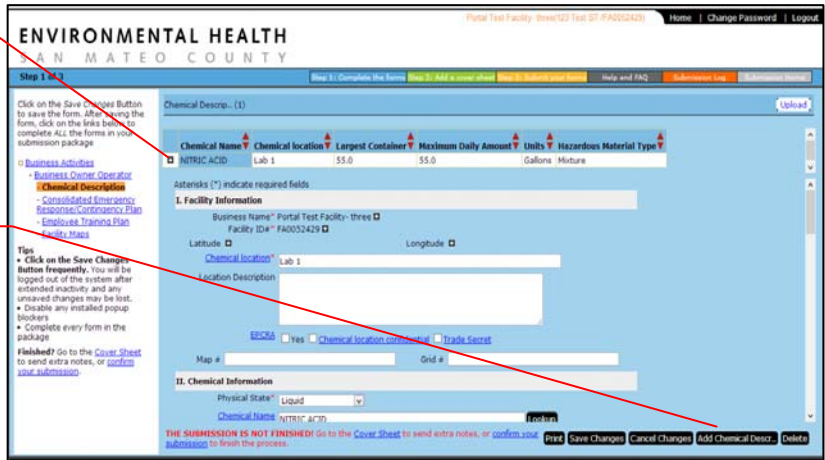 Portal Test Facility- three(123 Test ST-/FA0052429) Home | Change Password | Logout
ENVIRONMENTAL HEALTH
SAN MATEO COUNTY
Step 1 of 3 Step 1: Complete the forms Step 2: Add a cover sheet Step 3: Submit your forms Help and FAQ Submission Log Submission Home
Click on the Save Changes Button
to save the form. After saving the
form, click on the links below to
complete ALL the forms in your
submission package
Business Activities
- Business Owner Operator
- Chemical Description
- Consolidated Emergency
Response/Contingency Plan
- Employee Training Plan
- Facility Maps
Tips
• Click on the Save Changes
Button frequently. You will be
logged out of the system after
extended inactivity and any
unsaved changes may be lost.
• Disable any installed popup
blockers
• Complete every form in the
package
Finished? Go to the Cover Sheet
to send extra notes, or confirm
your submission.
Chemical Descrip.. (1) Upload
Chemical Name Chemical location Largest Container Maximum Daily Amount Units Hazardous Material Type
NITRIC ACID Lab 1 55.0 55.0 Gallons Mixture
Asterisks (*) indicate required fields
I. Facility Information
Business Name* Portal Test Facility- three
Facility ID#* FA0052429
Latitude Longitude
Chemical location* Lab 1
Location Description
EPCRA Yes Chemical location confidential Trade Secret
Map # Grid #
II. Chemical Information
Physical State* Liquid
Chemical Name NITRIC ACID Lookup
THE SUBMISSION IS NOT FINISHED! Go to the Cover Sheet to send extra notes, or confirm your
submission to finish the process.
Print Save Changes Cancel Changes Add Chemical Descr.. Delete